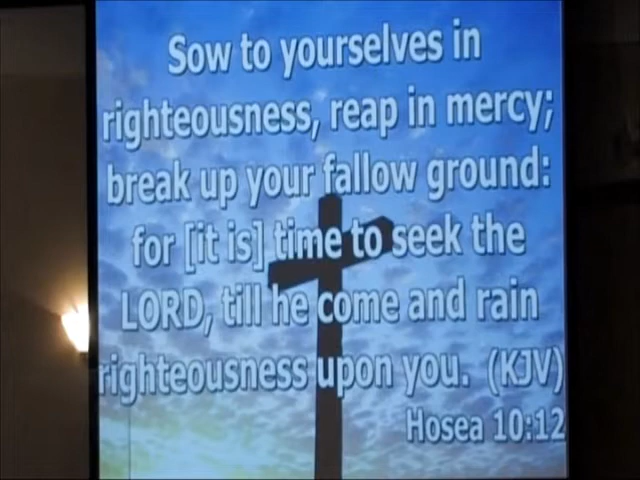 Sow to yourselves in
righteousness, reap in mercy;
break up your fallow ground:
for [it is] time to seek the
LORD, till he come and rain
righteousness upon you. (KJV)
Hosea 10:12